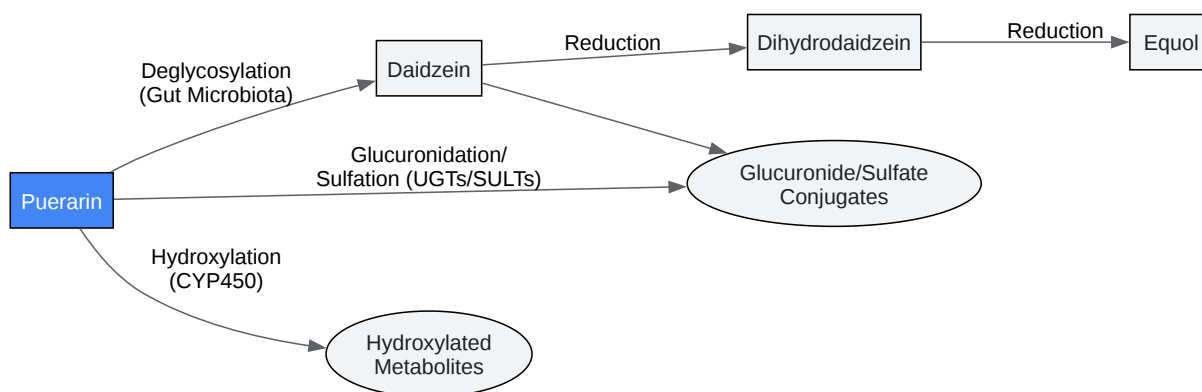 Reduction
Dihydrodaidzein
Reduction
Equol
Deglycosylation
(Gut Microbiota)
Daidzein
Glucuronidation/
Sulfation (UGTs/SULTs)
Glucuronide/Sulfate
Conjugates
Puerarin
Hydroxylation
(CYP450)
Hydroxylated
Metabolites